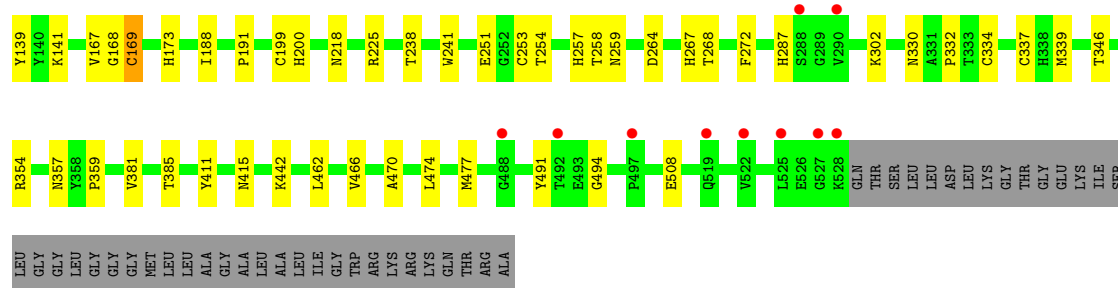 Y139 Y140 K141 V167 G168 C169 H173 I188 P191 C199 H200 N218 R225 T238 W241 E251 G252 C253 T254 H257 T258 N259 D264 H267 T268 F272 H287 S288 G289 V290 K302 N330 A331 P332 T333 C334 C337 H338 M339 T346
R354 N357 Y358 P359 V381 T385 Y411 N415 K442 L462 V466 A470 L474 M477 G488 Y491 T492 E493 G494 P497 E508 Q519 V522 L525 E526 G527 K528 GLN THR SER LEU LEU ASP LEU LYS GLY THR GLY GLU LYS ILE SER
LEU GLY GLY LEU GLY GLY GLY MET LEU LEU ALA GLY ALA LEU ALA LEU ILE GLY TRP ARG LYS ARG LYS GLN THR ARG ALA